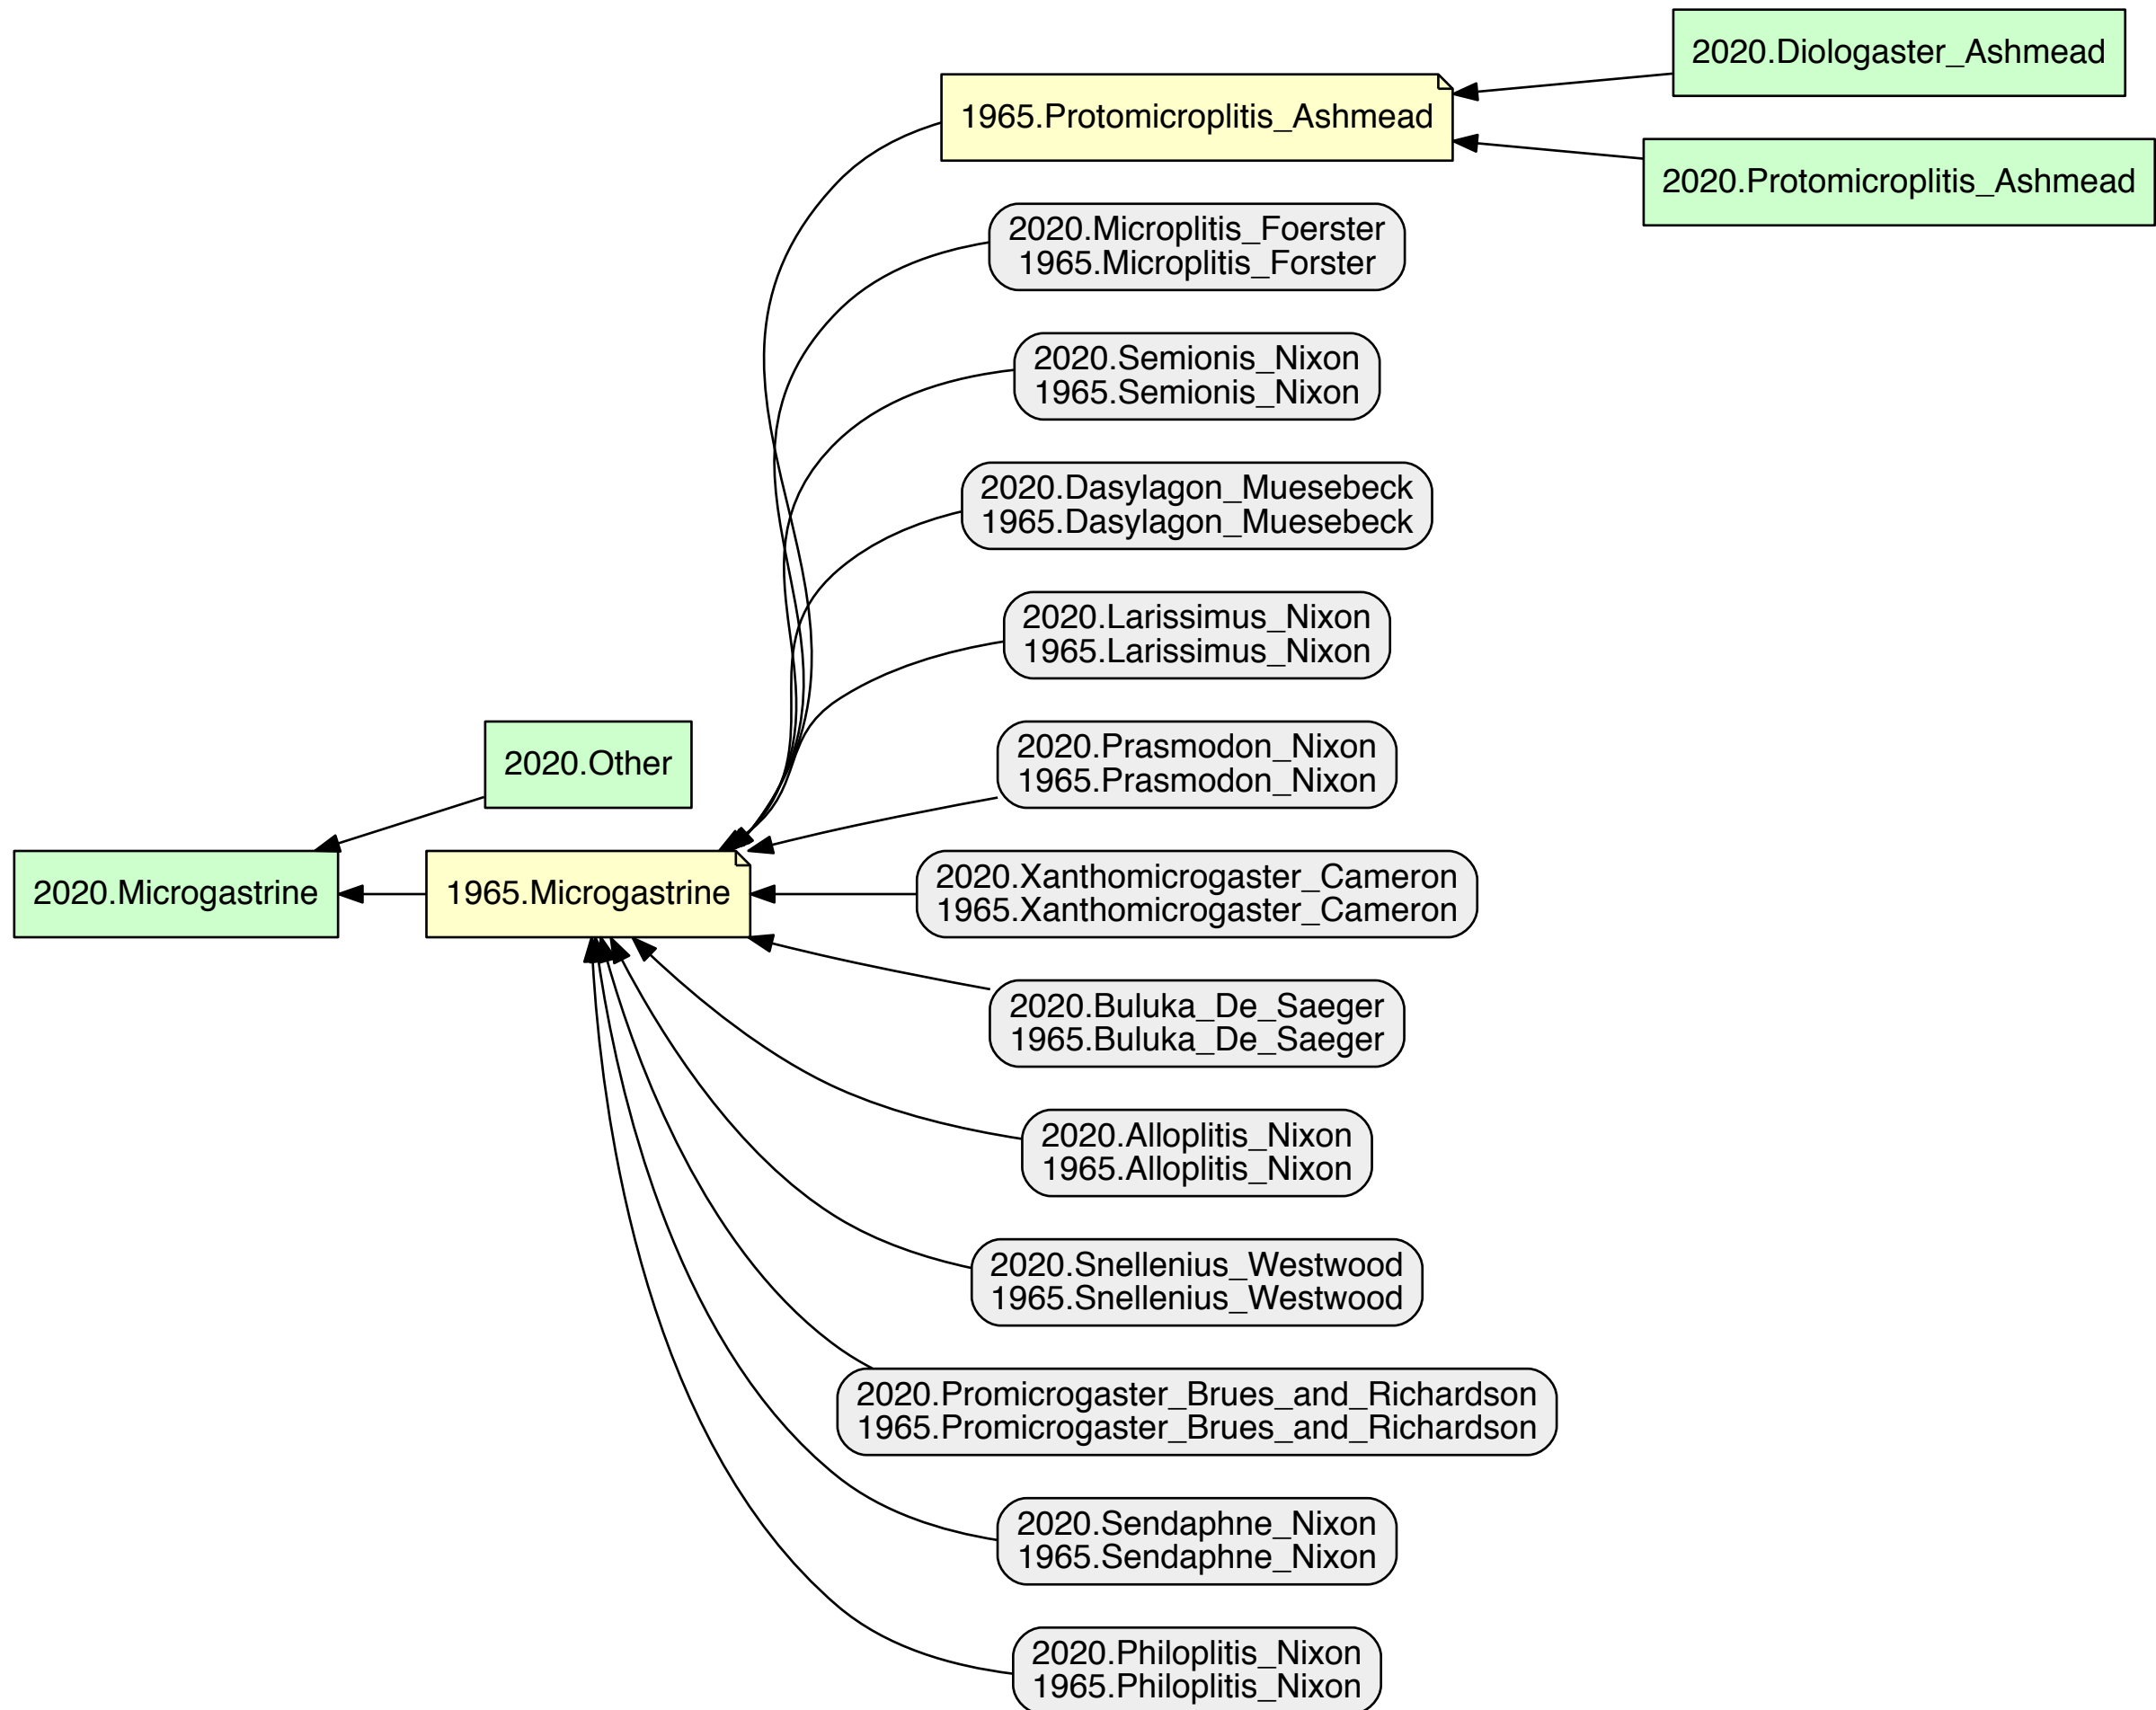 2020.Diologaster_Ashmead
1965.Protomicroplitis_Ashmead
2020.Protomicroplitis_Ashmead
2020.Microplitis_Foerster
1965.Microplitis_Forster
2020.Semionis_Nixon
1965.Semionis_Nixon
2020.Dasylagon_Muesebeck
1965.Dasylagon_Muesebeck
2020.Larissimus_Nixon
1965.Larissimus_Nixon
2020.Other
2020.Prasmodon_Nixon
1965.Prasmodon_Nixon
2020.Microgastrine
1965.Microgastrine
2020.Xanthomicrogaster_Cameron
1965.Xanthomicrogaster_Cameron
2020.Buluka_De_Saeger
1965.Buluka_De_Saeger
2020.Alloplitis_Nixon
1965.Alloplitis_Nixon
2020.Snellenius_Westwood
1965.Snellenius_Westwood
2020.Promicrogaster_Brues_and_Richardson
1965.Promicrogaster_Brues_and_Richardson
2020.Sendaphne_Nixon
1965.Sendaphne_Nixon
2020.Philoplitis_Nixon
1965.Philoplitis_Nixon